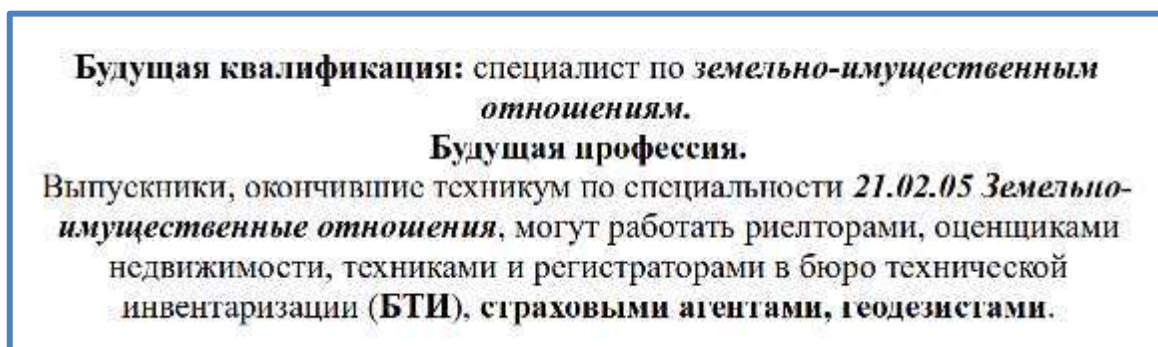 Будущая квалификация: специалист по земельно-имущественным
отношениям.
Будущая профессия.
Выпускники, окончившие техникум по специальности 21.02.05 Земельно-
имущественные отношения, могут работать риелторами, оценщиками
недвижимости, техниками и регистраторами в бюро технической
инвентаризации (БТИ), страховыми агентами, геодезистами.